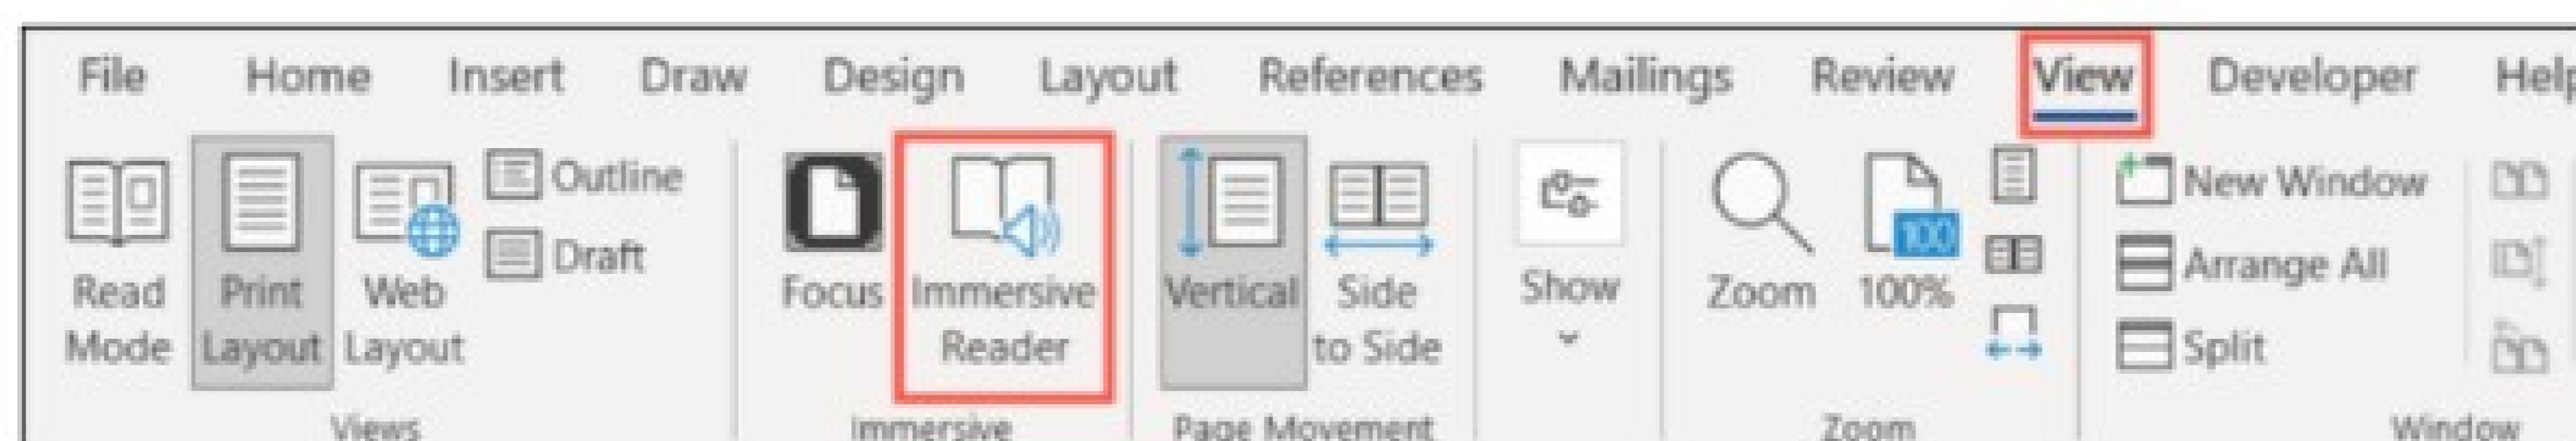 File Home Insert Draw Design Layout References Mailings Review View Developer Help
Read Mode
Print Layout
Web Layout
Outline
Draft
Views
Focus
Immersive Reader
Immersive
Vertical
Side to Side
Page Movement
Show
Zoom
100
100%
Zoom
New Window
Arrange All
Split
Window